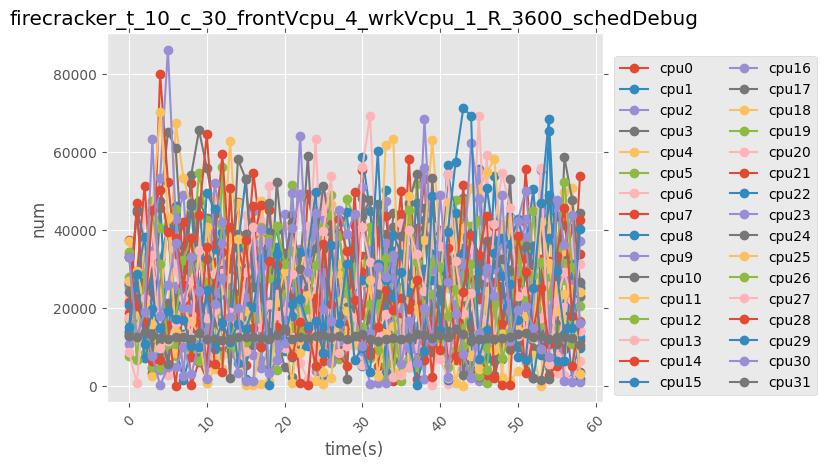 firecracker_t_10_c_30_frontVcpu_4_wrkVcpu_1_R_3600_schedDebug
80000
60000
40000
20000
0
num
0
10
20
30
40
50
60
time(s)
cpu0
cpu1
cpu2
cpu3
cpu4
cpu5
cpu6
cpu7
cpu8
cpu9
cpu10
cpu11
cpu12
cpu13
cpu14
cpu15
cpu16
cpu17
cpu18
cpu19
cpu20
cpu21
cpu22
cpu23
cpu24
cpu25
cpu26
cpu27
cpu28
cpu29
cpu30
cpu31